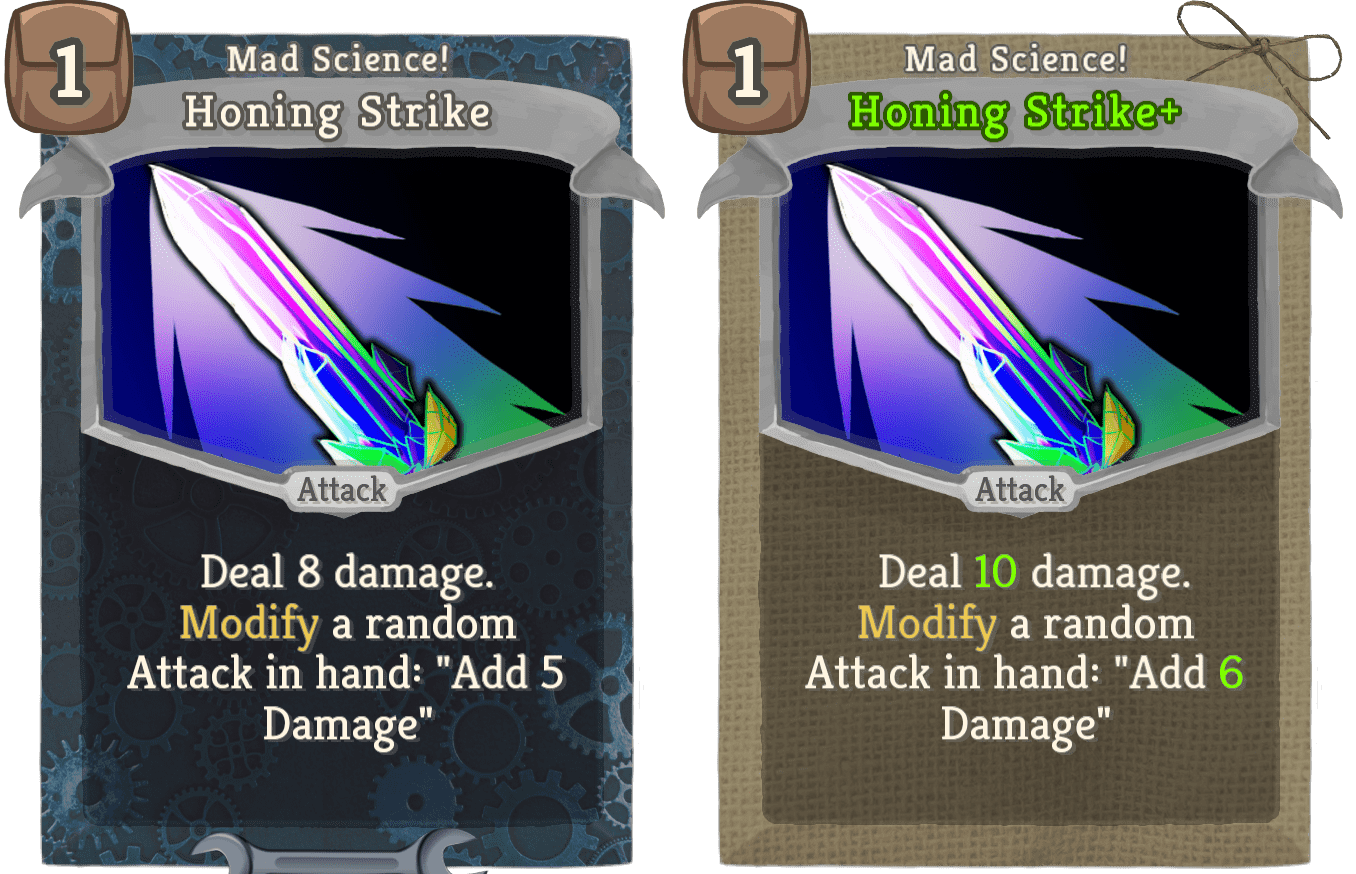 1
Mad Science!
Honing Strike
Attack
Deal 8 damage.
Modify a random
Attack in hand: "Add 5
Damage"
1
Mad Science!
Honing Strike+
Attack
Deal 10 damage.
Modify a random
Attack in hand: "Add 6
Damage"